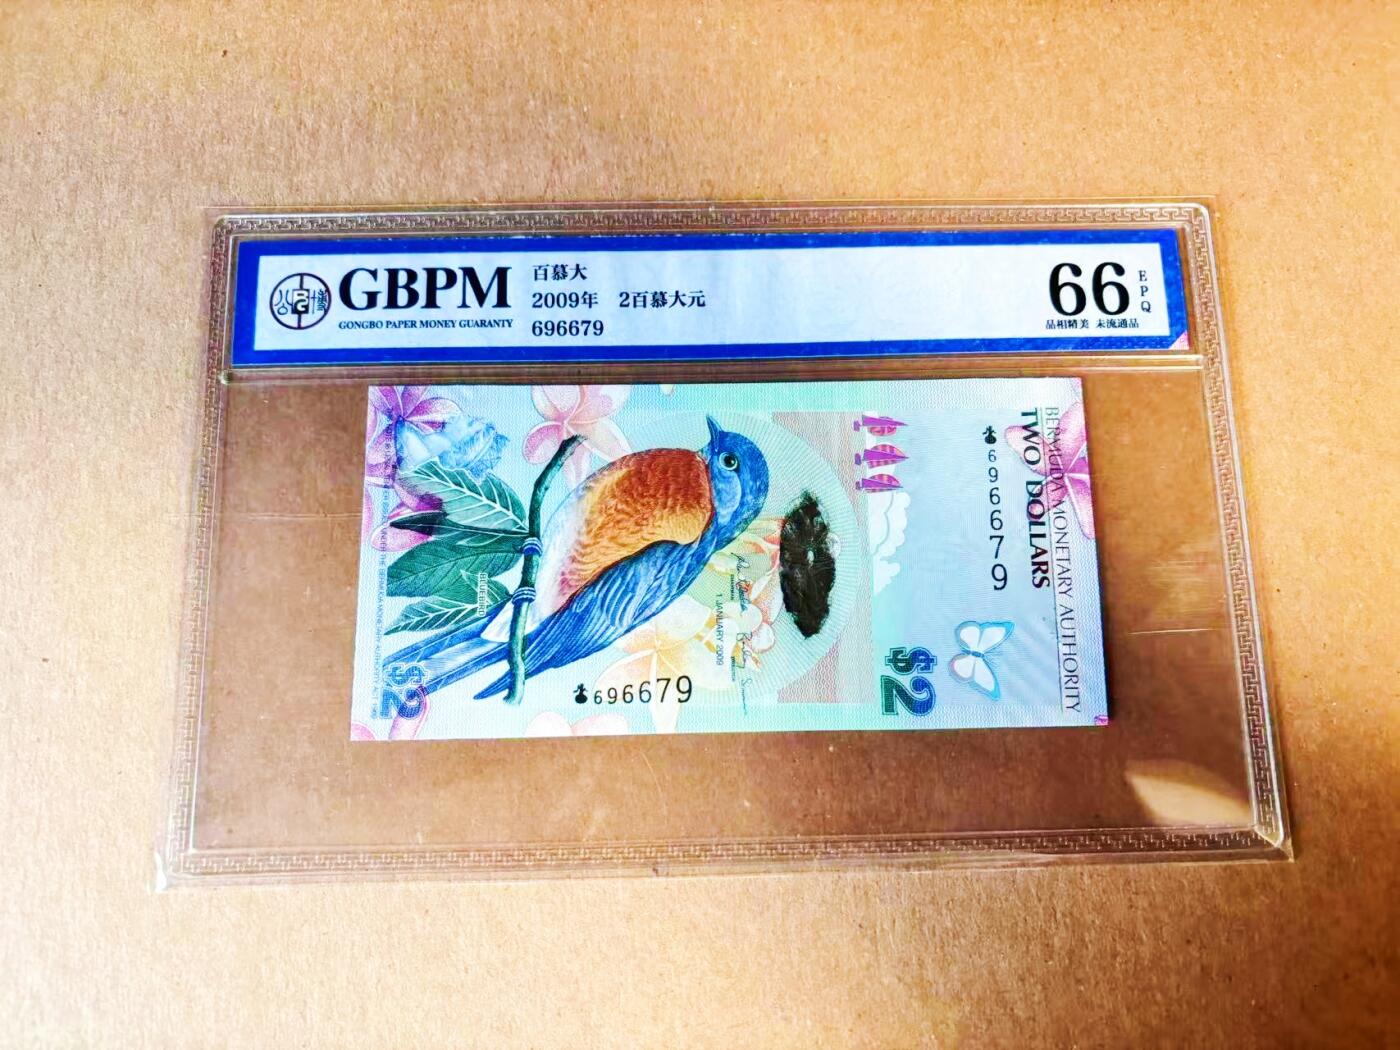 GBPM
GONGBO PAPER MONEY GUARANTY
百慕大
2009年 2百慕大元
696679
66
EPQ
品相精美 未流通品
BERMUDA MONETARY AUTHORITY
TWO DOLLARS
696679
$2
1 JANUARY 2009
BLUEBIRD
696679
$2